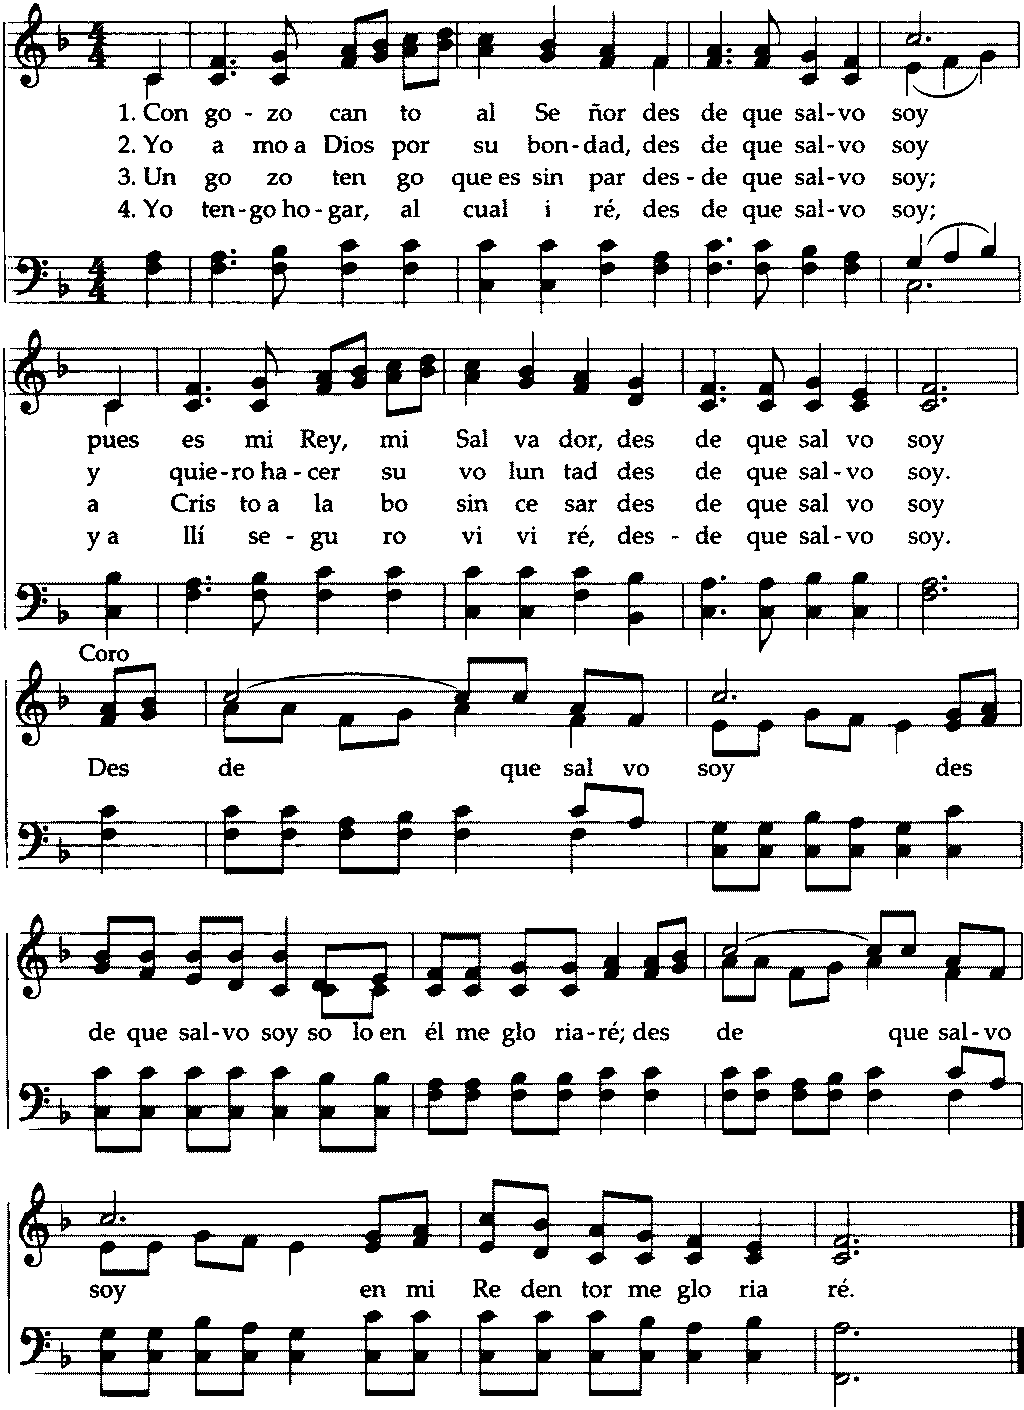 1. Con go - zo can to al Se ñor des de que sal-vo soy
2. Yo a mo a Dios por su bon-dad, des de que sal-vo soy
3. Un go zo ten go que es sin par des-de que sal-vo soy;
4. Yo ten-go ho-gar, al cual i ré, des de que sal-vo soy;
pues es mi Rey, mi Sal va dor, des de que sal vo soy
y quie-ro ha-cer su vo lun tad des de que sal-vo soy.
a Cris to a la bo sin ce sar des de que sal vo soy
y a llí se - gu ro vi vi ré, des - de que sal-vo soy.
Coro
Des de que sal vo soy des
de que sal-vo soy so lo en él me glo ria-ré; des de que sal-vo
soy en mi Re den tor me glo ria ré.